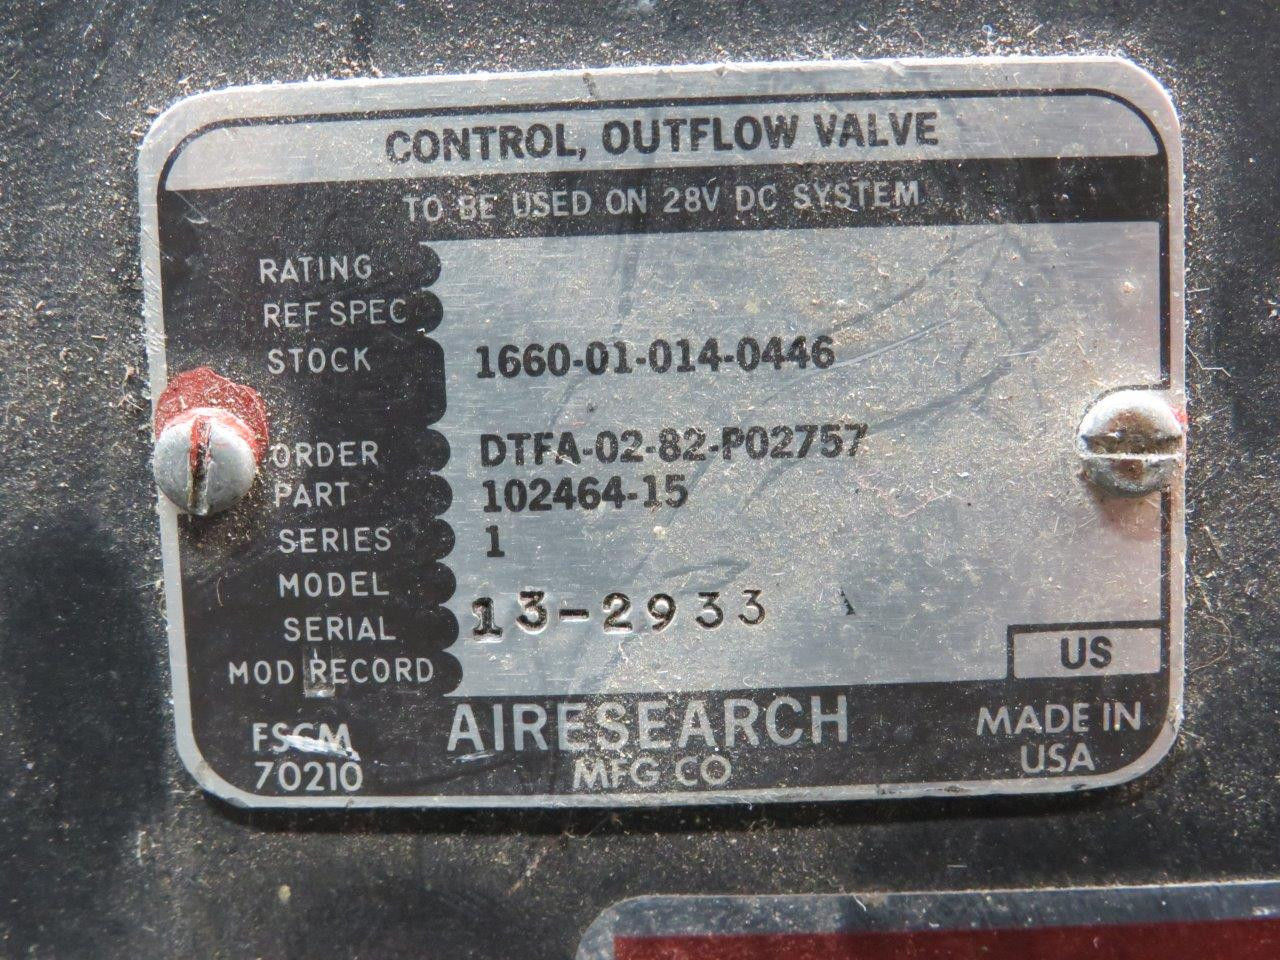 CONTROL, OUTFLOW VALVE
TO BE USED ON 28V DC SYSTEM
RATING
REF SPEC
STOCK 1660-01-014-0446
ORDER DTFA-02-82-P02757
PART 102464-15
SERIES 1
MODEL
SERIAL 13-2933
MOD RECORD
US
FSCM
70210
AIRESEARCH
MFG CO
MADE IN
USA